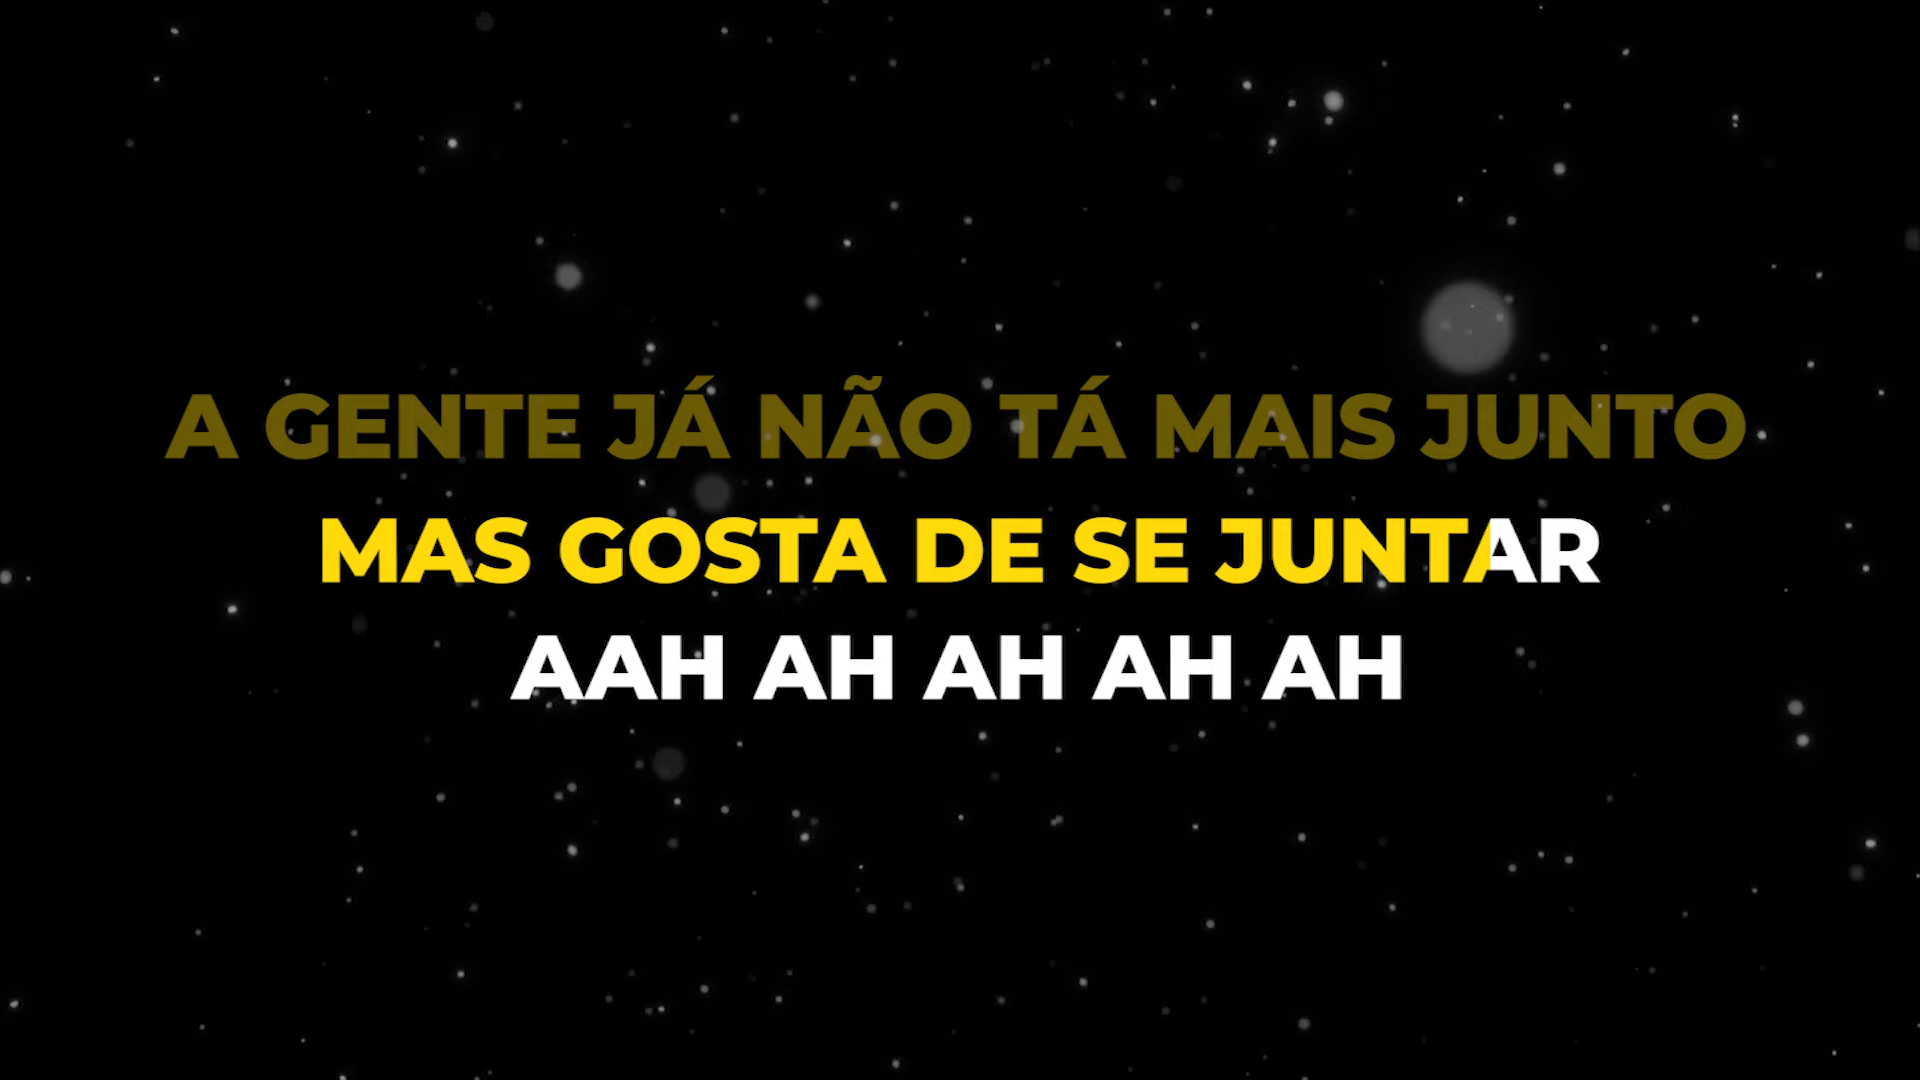 A GENTE JÁ NÃO TÁ MAIS JUNTO
MAS GOSTA DE SE JUNTAR
AAH AH AH AH AH